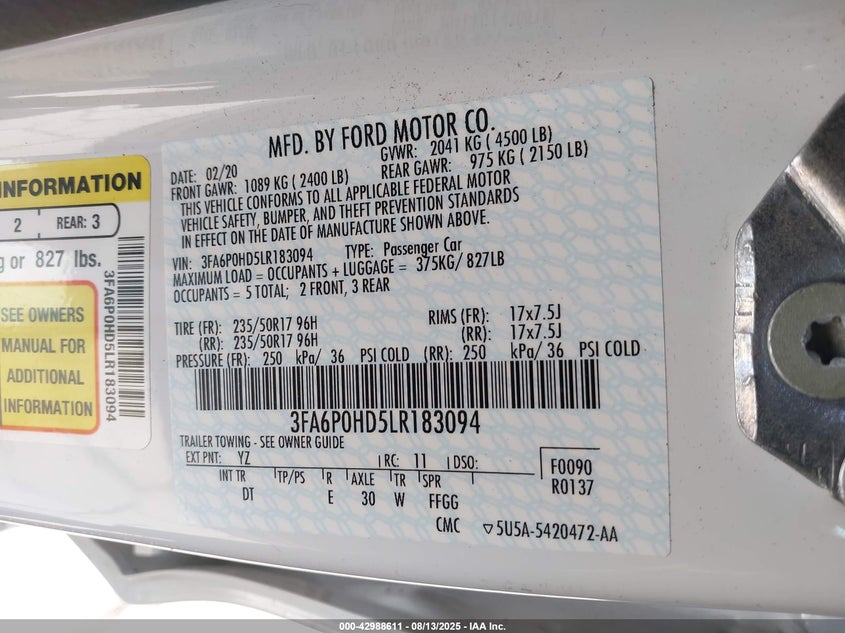 MFD. BY FORD MOTOR CO.
DATE: 02/20 GVWR: 2041 KG ( 4500 LB)
FRONT GAWR: 1089 KG ( 2400 LB) REAR GAWR: 975 KG ( 2150 LB)
THIS VEHICLE CONFORMS TO ALL APPLICABLE FEDERAL MOTOR
VEHICLE SAFETY, BUMPER, AND THEFT PREVENTION STANDARDS
IN EFFECT ON THE DATE OF MANUFACTURE SHOWN ABOVE.
VIN: 3FA6P0HD5LR183094 TYPE: Passenger Car
MAXIMUM LOAD = OCCUPANTS + LUGGAGE = 375KG/ 827LB
OCCUPANTS = 5 TOTAL; 2 FRONT, 3 REAR
TIRE (FR): 235/50R17 96H RIMS (FR): 17x7.5J
(RR): 235/50R17 96H (RR): 17x7.5J
PRESSURE (FR): 250 kPa/ 36 PSI COLD (RR): 250 kPa/ 36 PSI COLD
3FA6P0HD5LR183094
TRAILER TOWING - SEE OWNER GUIDE
EXT PNT: YZ RC: 11 DSO: F0090
INT TR TP/PS R AXLE TR SPR R0137
DT E 30 W FFGG
CMC ▽5U5A-5420472-AA
INFORMATION
2 REAR: 3
g or 827 lbs.
SEE OWNERS
MANUAL FOR
ADDITIONAL
INFORMATION
3FA6P0HD5LR183094
000-42988611 - 08/13/2025 - IAA Inc.